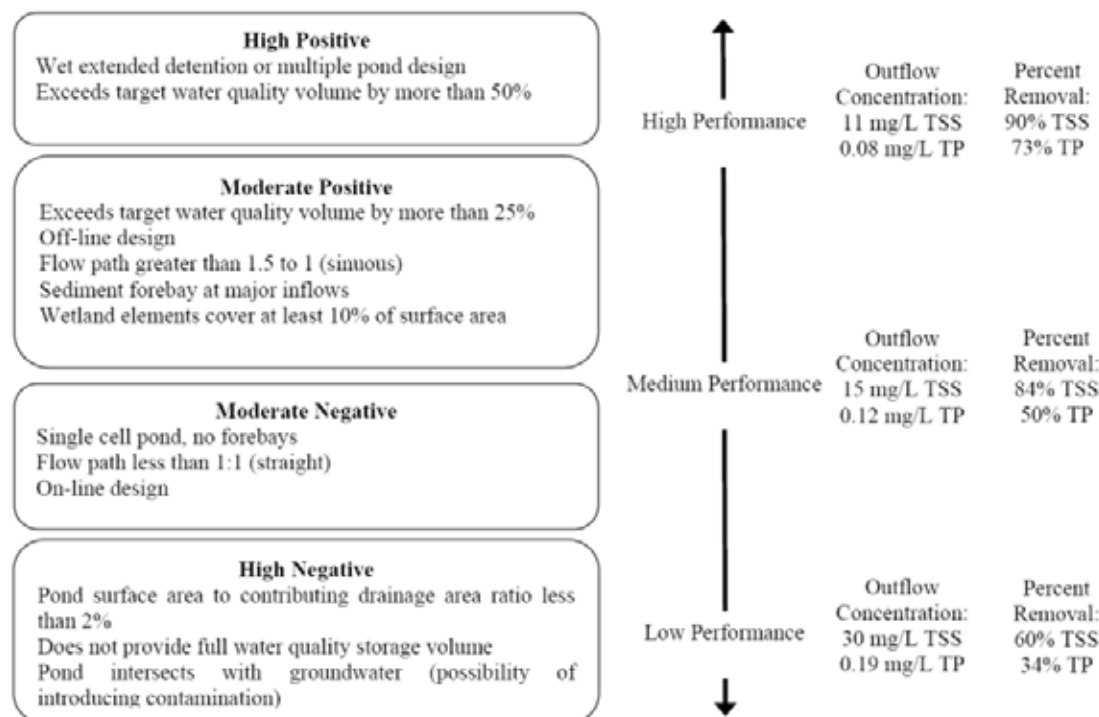 High Positive
Wet extended detention or multiple pond design
Exceeds target water quality volume by more than 50%
Moderate Positive
Exceeds target water quality volume by more than 25%
Off-line design
Flow path greater than 1.5 to 1 (sinuous)
Sediment forebay at major inflows
Wetland elements cover at least 10% of surface area
Moderate Negative
Single cell pond, no forebays
Flow path less than 1:1 (straight)
On-line design
High Negative
Pond surface area to contributing drainage area ratio less
than 2%
Does not provide full water quality storage volume
Pond intersects with groundwater (possibility of
introducing contamination)
High Performance
Outflow
Concentration:
11 mg/L TSS
0.08 mg/L TP
Percent
Removal:
90% TSS
73% TP
Medium Performance
Outflow
Concentration:
15 mg/L TSS
0.12 mg/L TP
Percent
Removal:
84% TSS
50% TP
Low Performance
Outflow
Concentration:
30 mg/L TSS
0.19 mg/L TP
Percent
Removal:
60% TSS
34% TP